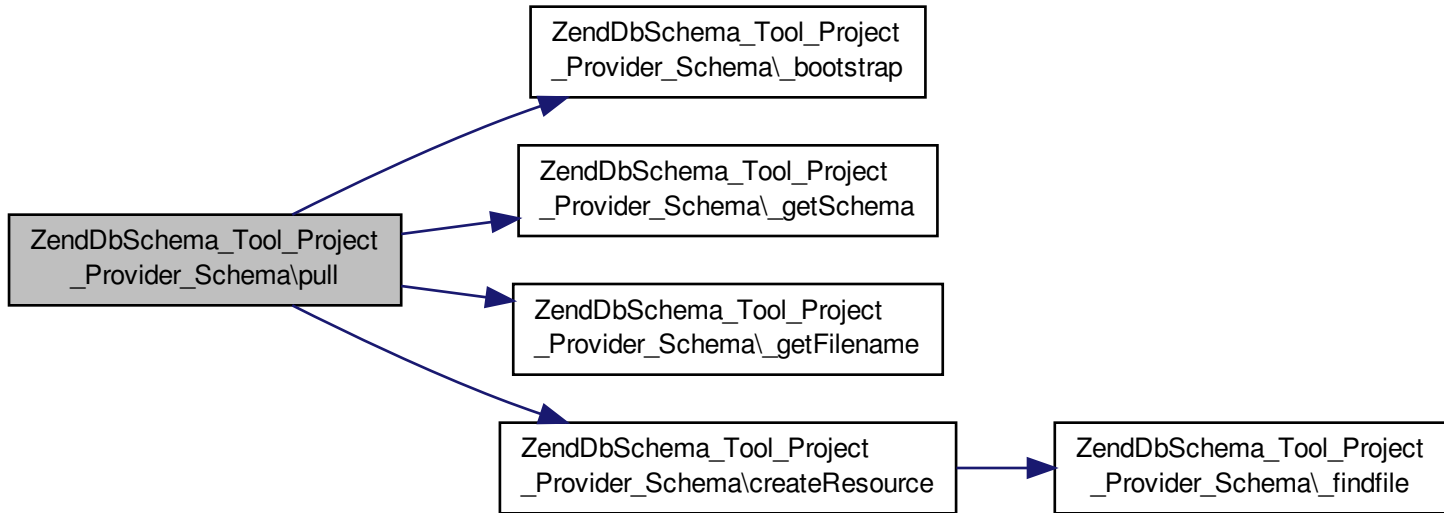 ZendDbSchema_Tool_Project
_Provider_Schema\_bootstrap
ZendDbSchema_Tool_Project
_Provider_Schema\_getSchema
ZendDbSchema_Tool_Project
_Provider_Schema\pull
ZendDbSchema_Tool_Project
_Provider_Schema\_getFilename
ZendDbSchema_Tool_Project
_Provider_Schema\createResource
ZendDbSchema_Tool_Project
_Provider_Schema\_findfile